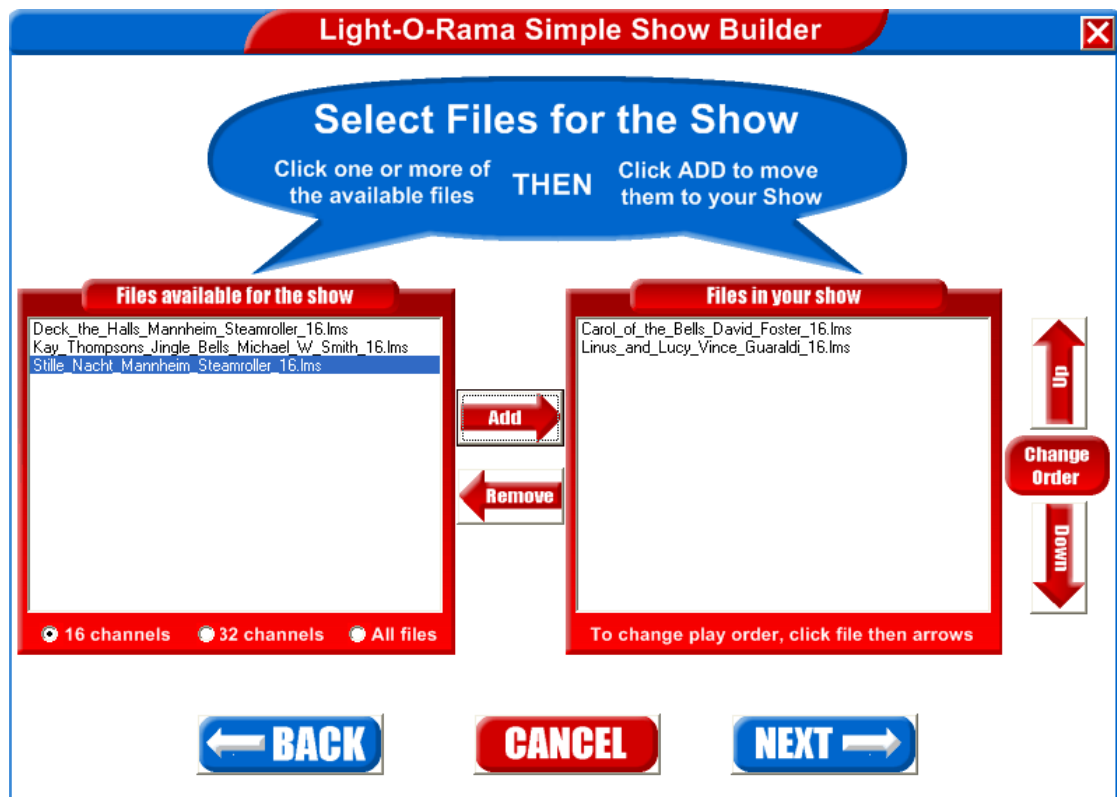 Light-O-Rama Simple Show Builder
Select Files for the Show
Click one or more of
the available files
THEN
Click ADD to move
them to your Show
Files available for the show
Deck_the_Halls_Mannheim_Steamroller_16.lms
Kay_Thompsons_Jingle_Bells_Michael_W_Smith_16.lms
Stille_Nacht_Mannheim_Steamroller_16.lms
16 channels
32 channels
All files
Add
Remove
Files in your show
Carol_of_the_Bells_David_Foster_16.lms
Linus_and_Lucy_Vince_Guaraldi_16.lms
To change play order, click file then arrows
Up
Change
Order
Down
BACK
CANCEL
NEXT